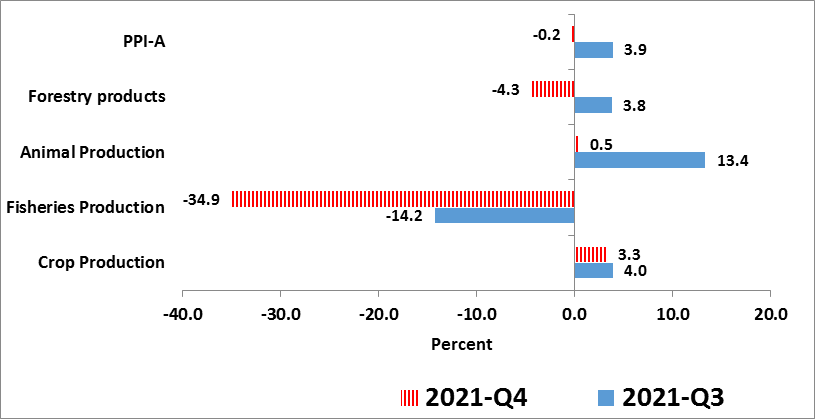 PPI-A
-0.2
3.9
Forestry products
-4.3
3.8
Animal Production
0.5
13.4
Fisheries Production
-34.9
-14.2
Crop Production
3.3
4.0
-40.0 -30.0 -20.0 -10.0 0.0 10.0 20.0
Percent
2021-Q4 2021-Q3